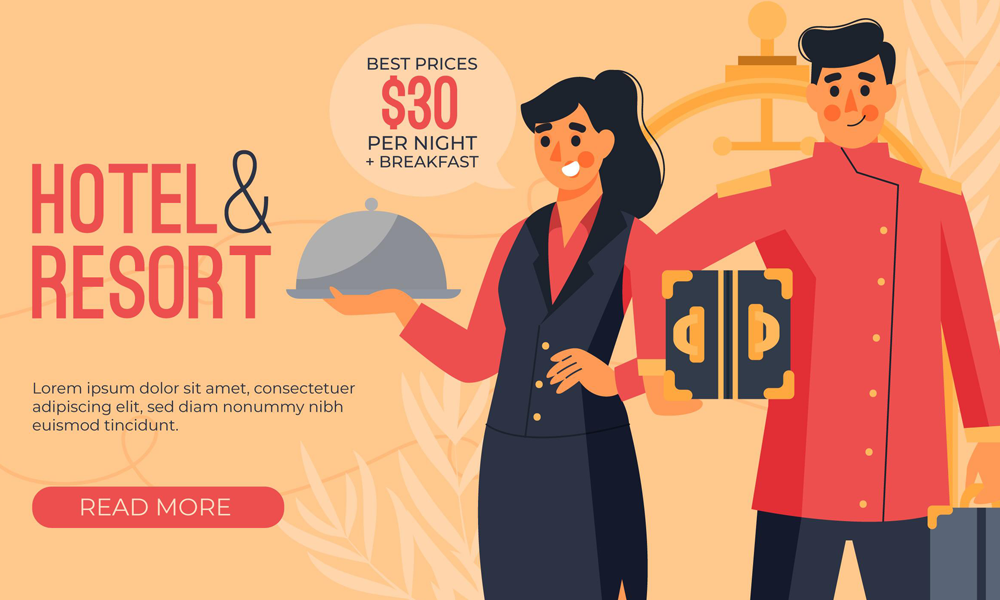 BEST PRICES
$30
PER NIGHT
+ BREAKFAST
HOTEL &
RESORT
Lorem ipsum dolor sit amet, consectetuer
adipiscing elit, sed diam nonummy nibh
euismod tincidunt.
READ MORE